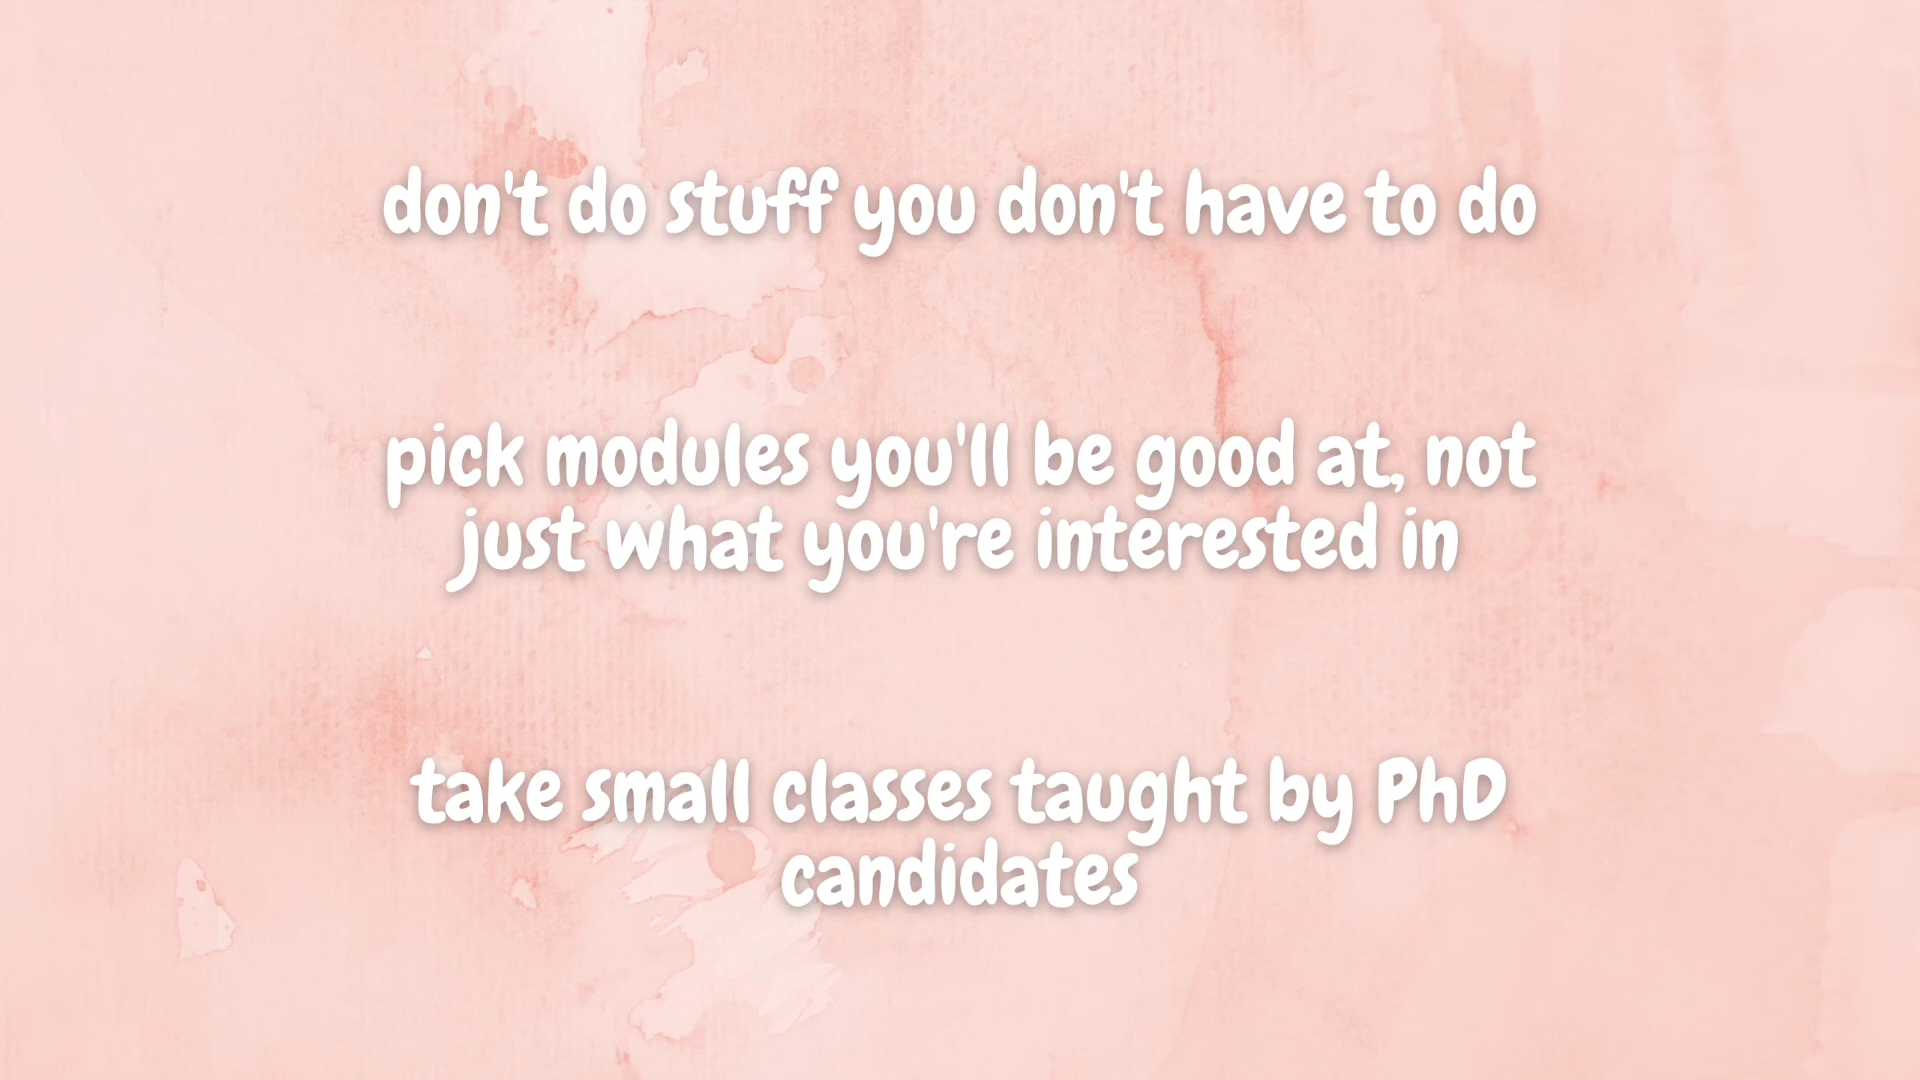 don't do stuff you don't have to do
pick modules you'll be good at, not
just what you're interested in
take small classes taught by PhD
candidates